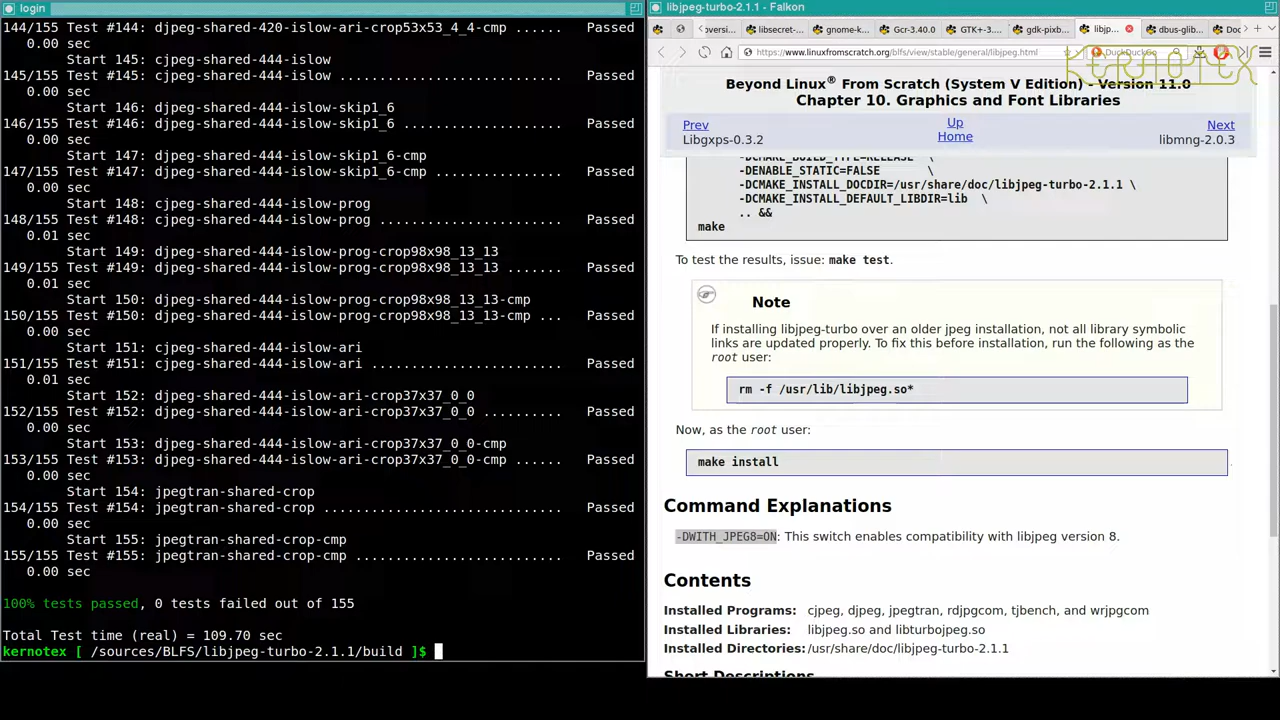 login
144/155 Test #144: djpeg-shared-420-islow-ari-crop53x53_4_4-cmp ...... Passed
0.00 sec
Start 145: cjpeg-shared-444-islow
145/155 Test #145: cjpeg-shared-444-islow ............................ Passed
0.00 sec
Start 146: djpeg-shared-444-islow-skip1_6
146/155 Test #146: djpeg-shared-444-islow-skip1_6 .................... Passed
0.00 sec
Start 147: djpeg-shared-444-islow-skip1_6-cmp
147/155 Test #147: djpeg-shared-444-islow-skip1_6-cmp ................ Passed
0.00 sec
Start 148: cjpeg-shared-444-islow-prog
148/155 Test #148: cjpeg-shared-444-islow-prog ....................... Passed
0.01 sec
Start 149: djpeg-shared-444-islow-prog-crop98x98_13_13
149/155 Test #149: djpeg-shared-444-islow-prog-crop98x98_13_13 ....... Passed
0.01 sec
Start 150: djpeg-shared-444-islow-prog-crop98x98_13_13-cmp
150/155 Test #150: djpeg-shared-444-islow-prog-crop98x98_13_13-cmp ... Passed
0.00 sec
Start 151: cjpeg-shared-444-islow-ari
151/155 Test #151: cjpeg-shared-444-islow-ari ........................ Passed
0.01 sec
Start 152: djpeg-shared-444-islow-ari-crop37x37_0_0
152/155 Test #152: djpeg-shared-444-islow-ari-crop37x37_0_0 .......... Passed
0.00 sec
Start 153: djpeg-shared-444-islow-ari-crop37x37_0_0-cmp
153/155 Test #153: djpeg-shared-444-islow-ari-crop37x37_0_0-cmp ...... Passed
0.00 sec
Start 154: jpegtran-shared-crop
154/155 Test #154: jpegtran-shared-crop .............................. Passed
0.00 sec
Start 155: jpegtran-shared-crop-cmp
155/155 Test #155: jpegtran-shared-crop-cmp .......................... Passed
0.00 sec
100% tests passed, 0 tests failed out of 155
Total Test time (real) = 109.70 sec
kernotex [ /sources/BLFS/libjpeg-turbo-2.1.1/build ]$
libjpeg-turbo-2.1.1 - Falkon
oversi... libsecret-... gnome-k... Gcr-3.40.0 GTK+-3... gdk-pixb... libjp... dbus-glib... Doc
https://www.linuxfromscratch.org/blfs/view/stable/general/libjpeg.html DuckDuckGo
KERNOTEX
Beyond Linux® From Scratch (System V Edition) - Version 11.0
Chapter 10. Graphics and Font Libraries
Prev Up Next
Libgxps-0.3.2 Home libmng-2.0.3
-DCMAKE_BUILD_TYPE=RELEASE \
-DENABLE_STATIC=FALSE \
-DCMAKE_INSTALL_DOCDIR=/usr/share/doc/libjpeg-turbo-2.1.1 \
-DCMAKE_INSTALL_DEFAULT_LIBDIR=lib \
.. &&
make
To test the results, issue: make test.
Note
If installing libjpeg-turbo over an older jpeg installation, not all library symbolic
links are updated properly. To fix this before installation, run the following as the
root user:
rm -f /usr/lib/libjpeg.so*
Now, as the root user:
make install
Command Explanations
-DWITH_JPEG8=ON: This switch enables compatibility with libjpeg version 8.
Contents
Installed Programs: cjpeg, djpeg, jpegtran, rdjpgcom, tjbench, and wrjpgcom
Installed Libraries: libjpeg.so and libturbojpeg.so
Installed Directories: /usr/share/doc/libjpeg-turbo-2.1.1
Short Descriptions